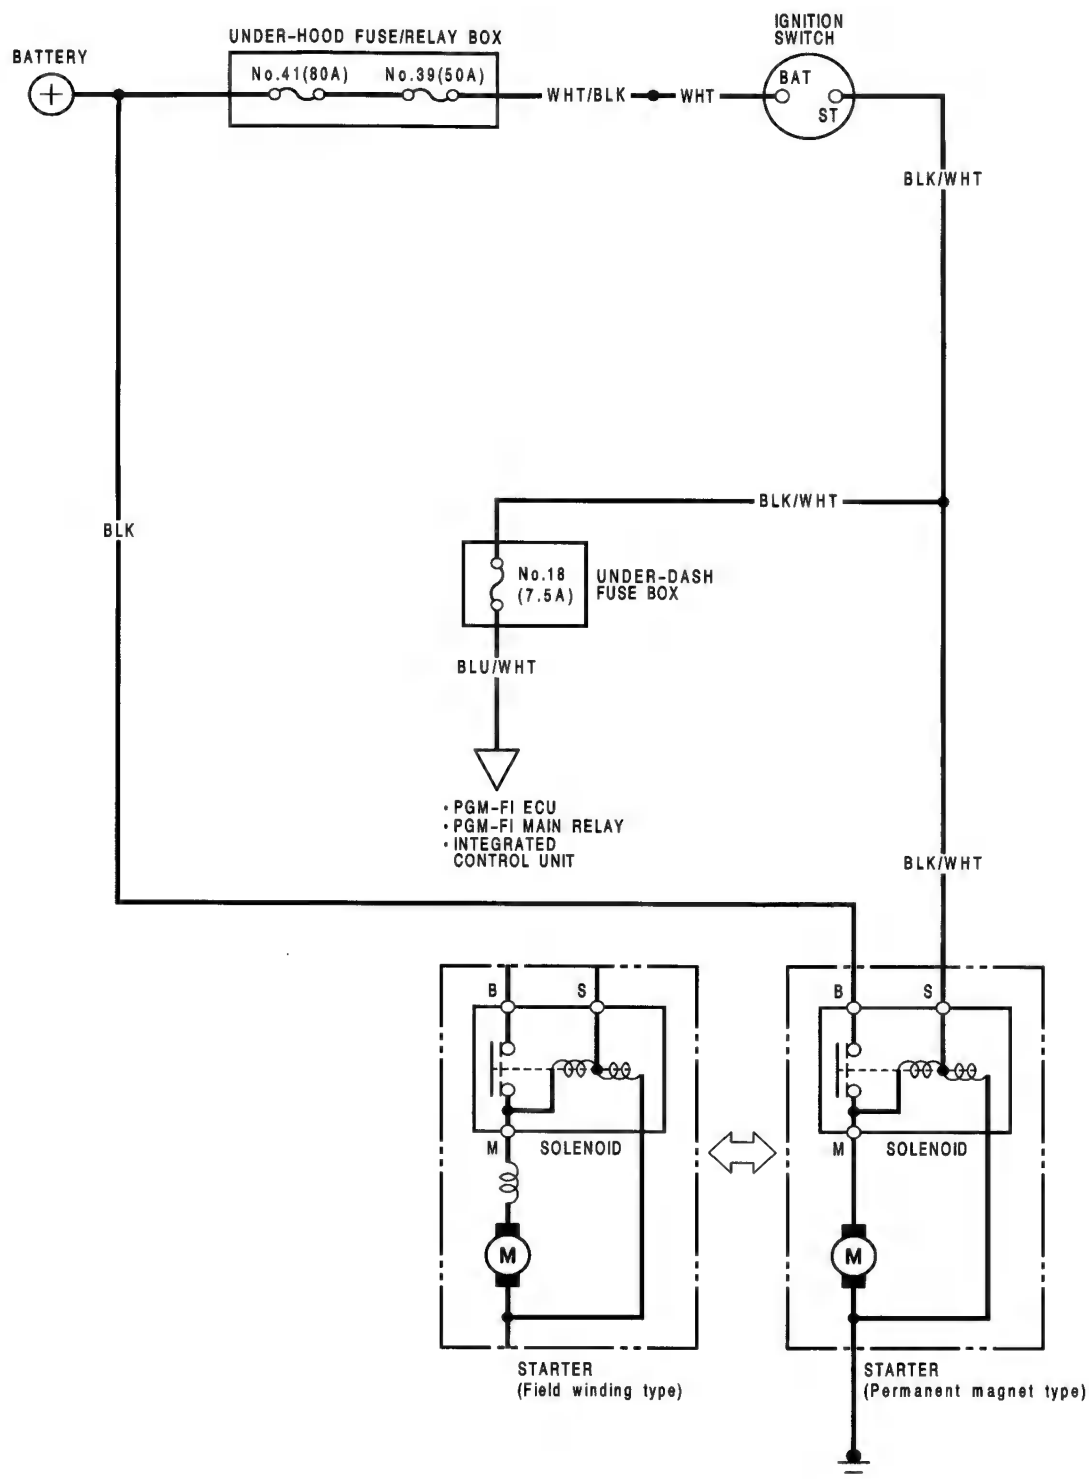 IGNITION
SWITCH
UNDER-HOOD FUSE/RELAY BOX
BATTERY
No.41(80A)
No.39(50A)
BAT
ST
WHT/BLK
WHT
BLK/WHT
BLK/WHT
BLK
No.18
(7.5A)
UNDER-DASH
FUSE BOX
BLU/WHT
• PGM-FI ECU
• PGM-FI MAIN RELAY
• INTEGRATED
CONTROL UNIT
BLK/WHT
B
S
B
S
M
SOLENOID
M
SOLENOID
M
M
STARTER
(Field winding type)
STARTER
(Permanent magnet type)